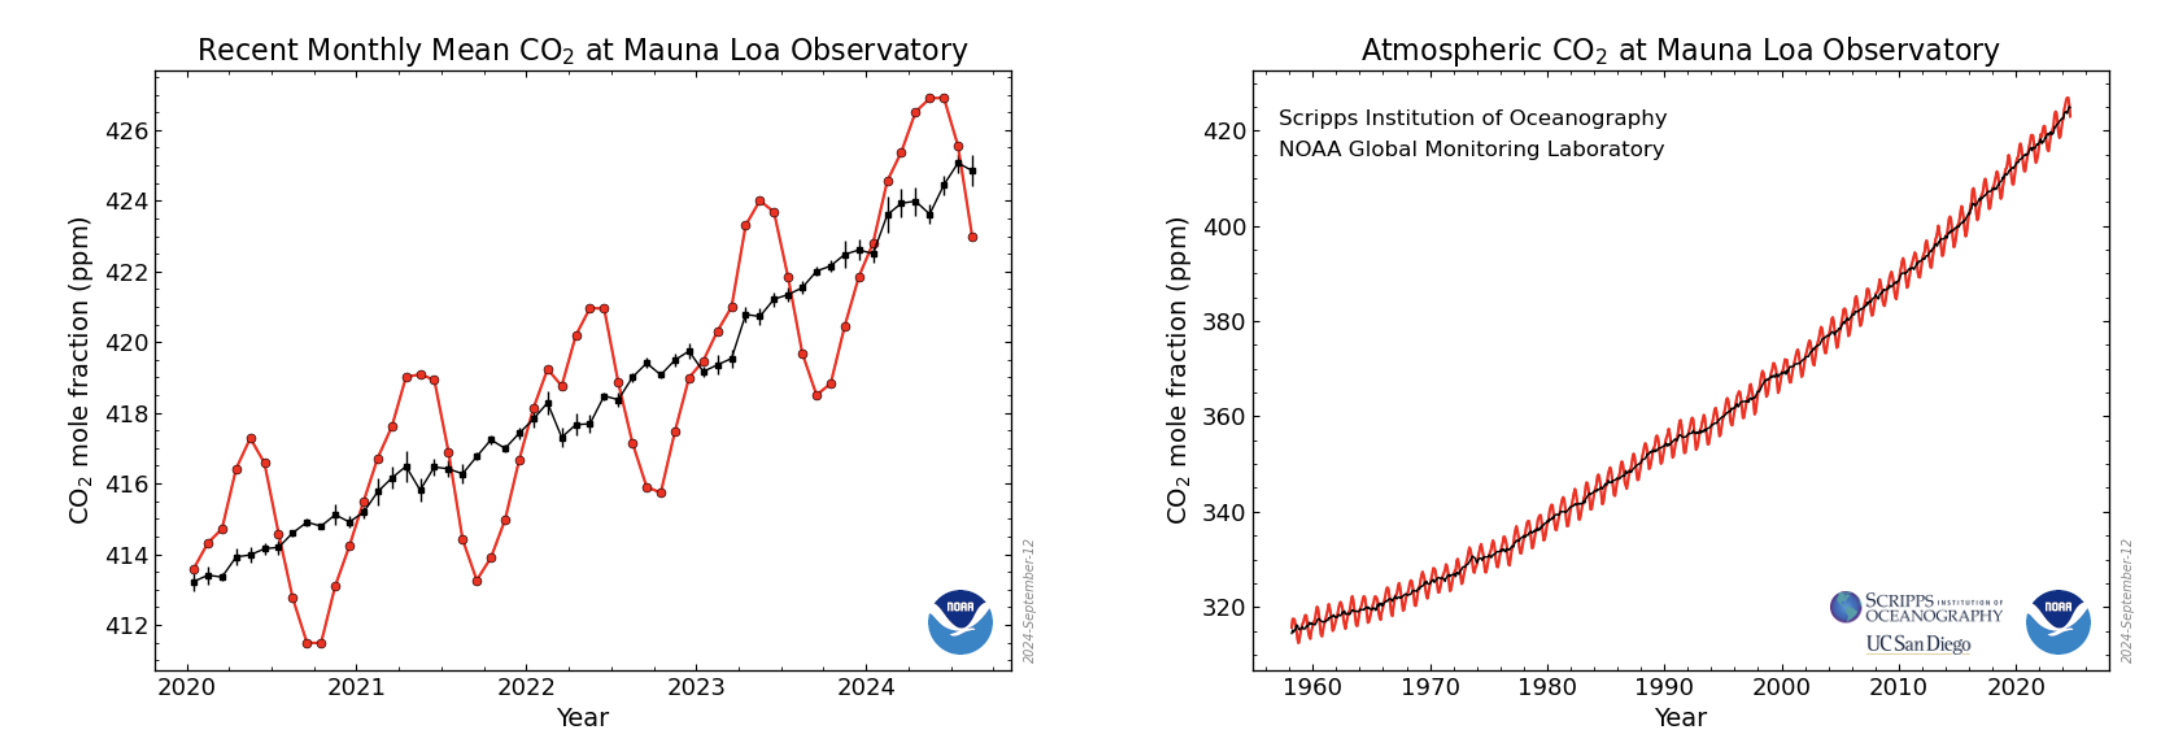 Recent Monthly Mean CO₂ at Mauna Loa Observatory
CO₂ mole fraction (ppm)
426
424
422
420
418
416
414
412
2020 2021 2022 2023 2024
Year
NOAA
2024-September-12
Atmospheric CO₂ at Mauna Loa Observatory
Scripps Institution of Oceanography
NOAA Global Monitoring Laboratory
CO₂ mole fraction (ppm)
420
400
380
360
340
320
1960 1970 1980 1990 2000 2010 2020
Year
SCRIPPS INSTITUTION OF
OCEANOGRAPHY
UC San Diego
NOAA
2024-September-12